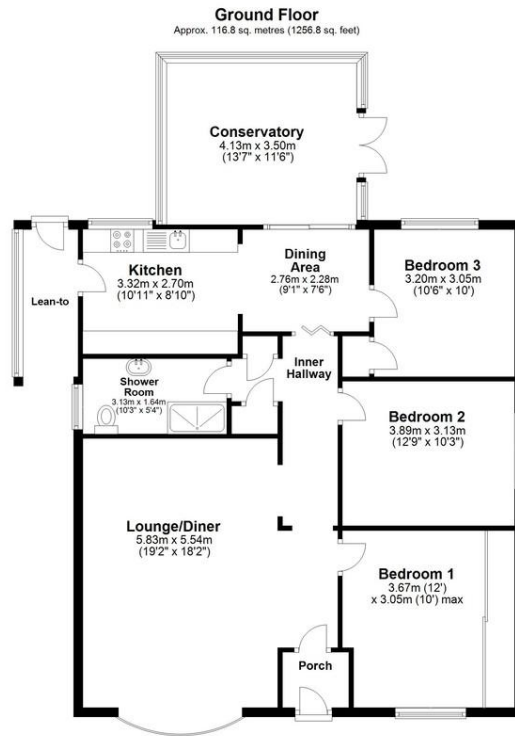 Ground Floor
Approx. 116.8 sq. metres (1256.8 sq. feet)
Conservatory
4.13m x 3.50m
(13'7" x 11'6")
Kitchen
3.32m x 2.70m
(10'11" x 8'10")
Dining
Area
2.76m x 2.28m
(9'1" x 7'6")
Bedroom 3
3.20m x 3.05m
(10'6" x 10')
Lean-to
Inner
Hallway
Shower
Room
3.13m x 1.64m
(10'3" x 5'4")
Bedroom 2
3.89m x 3.13m
(12'9" x 10'3")
Lounge/Diner
5.83m x 5.54m
(19'2" x 18'2")
Bedroom 1
3.67m (12')
x 3.05m (10') max
Porch